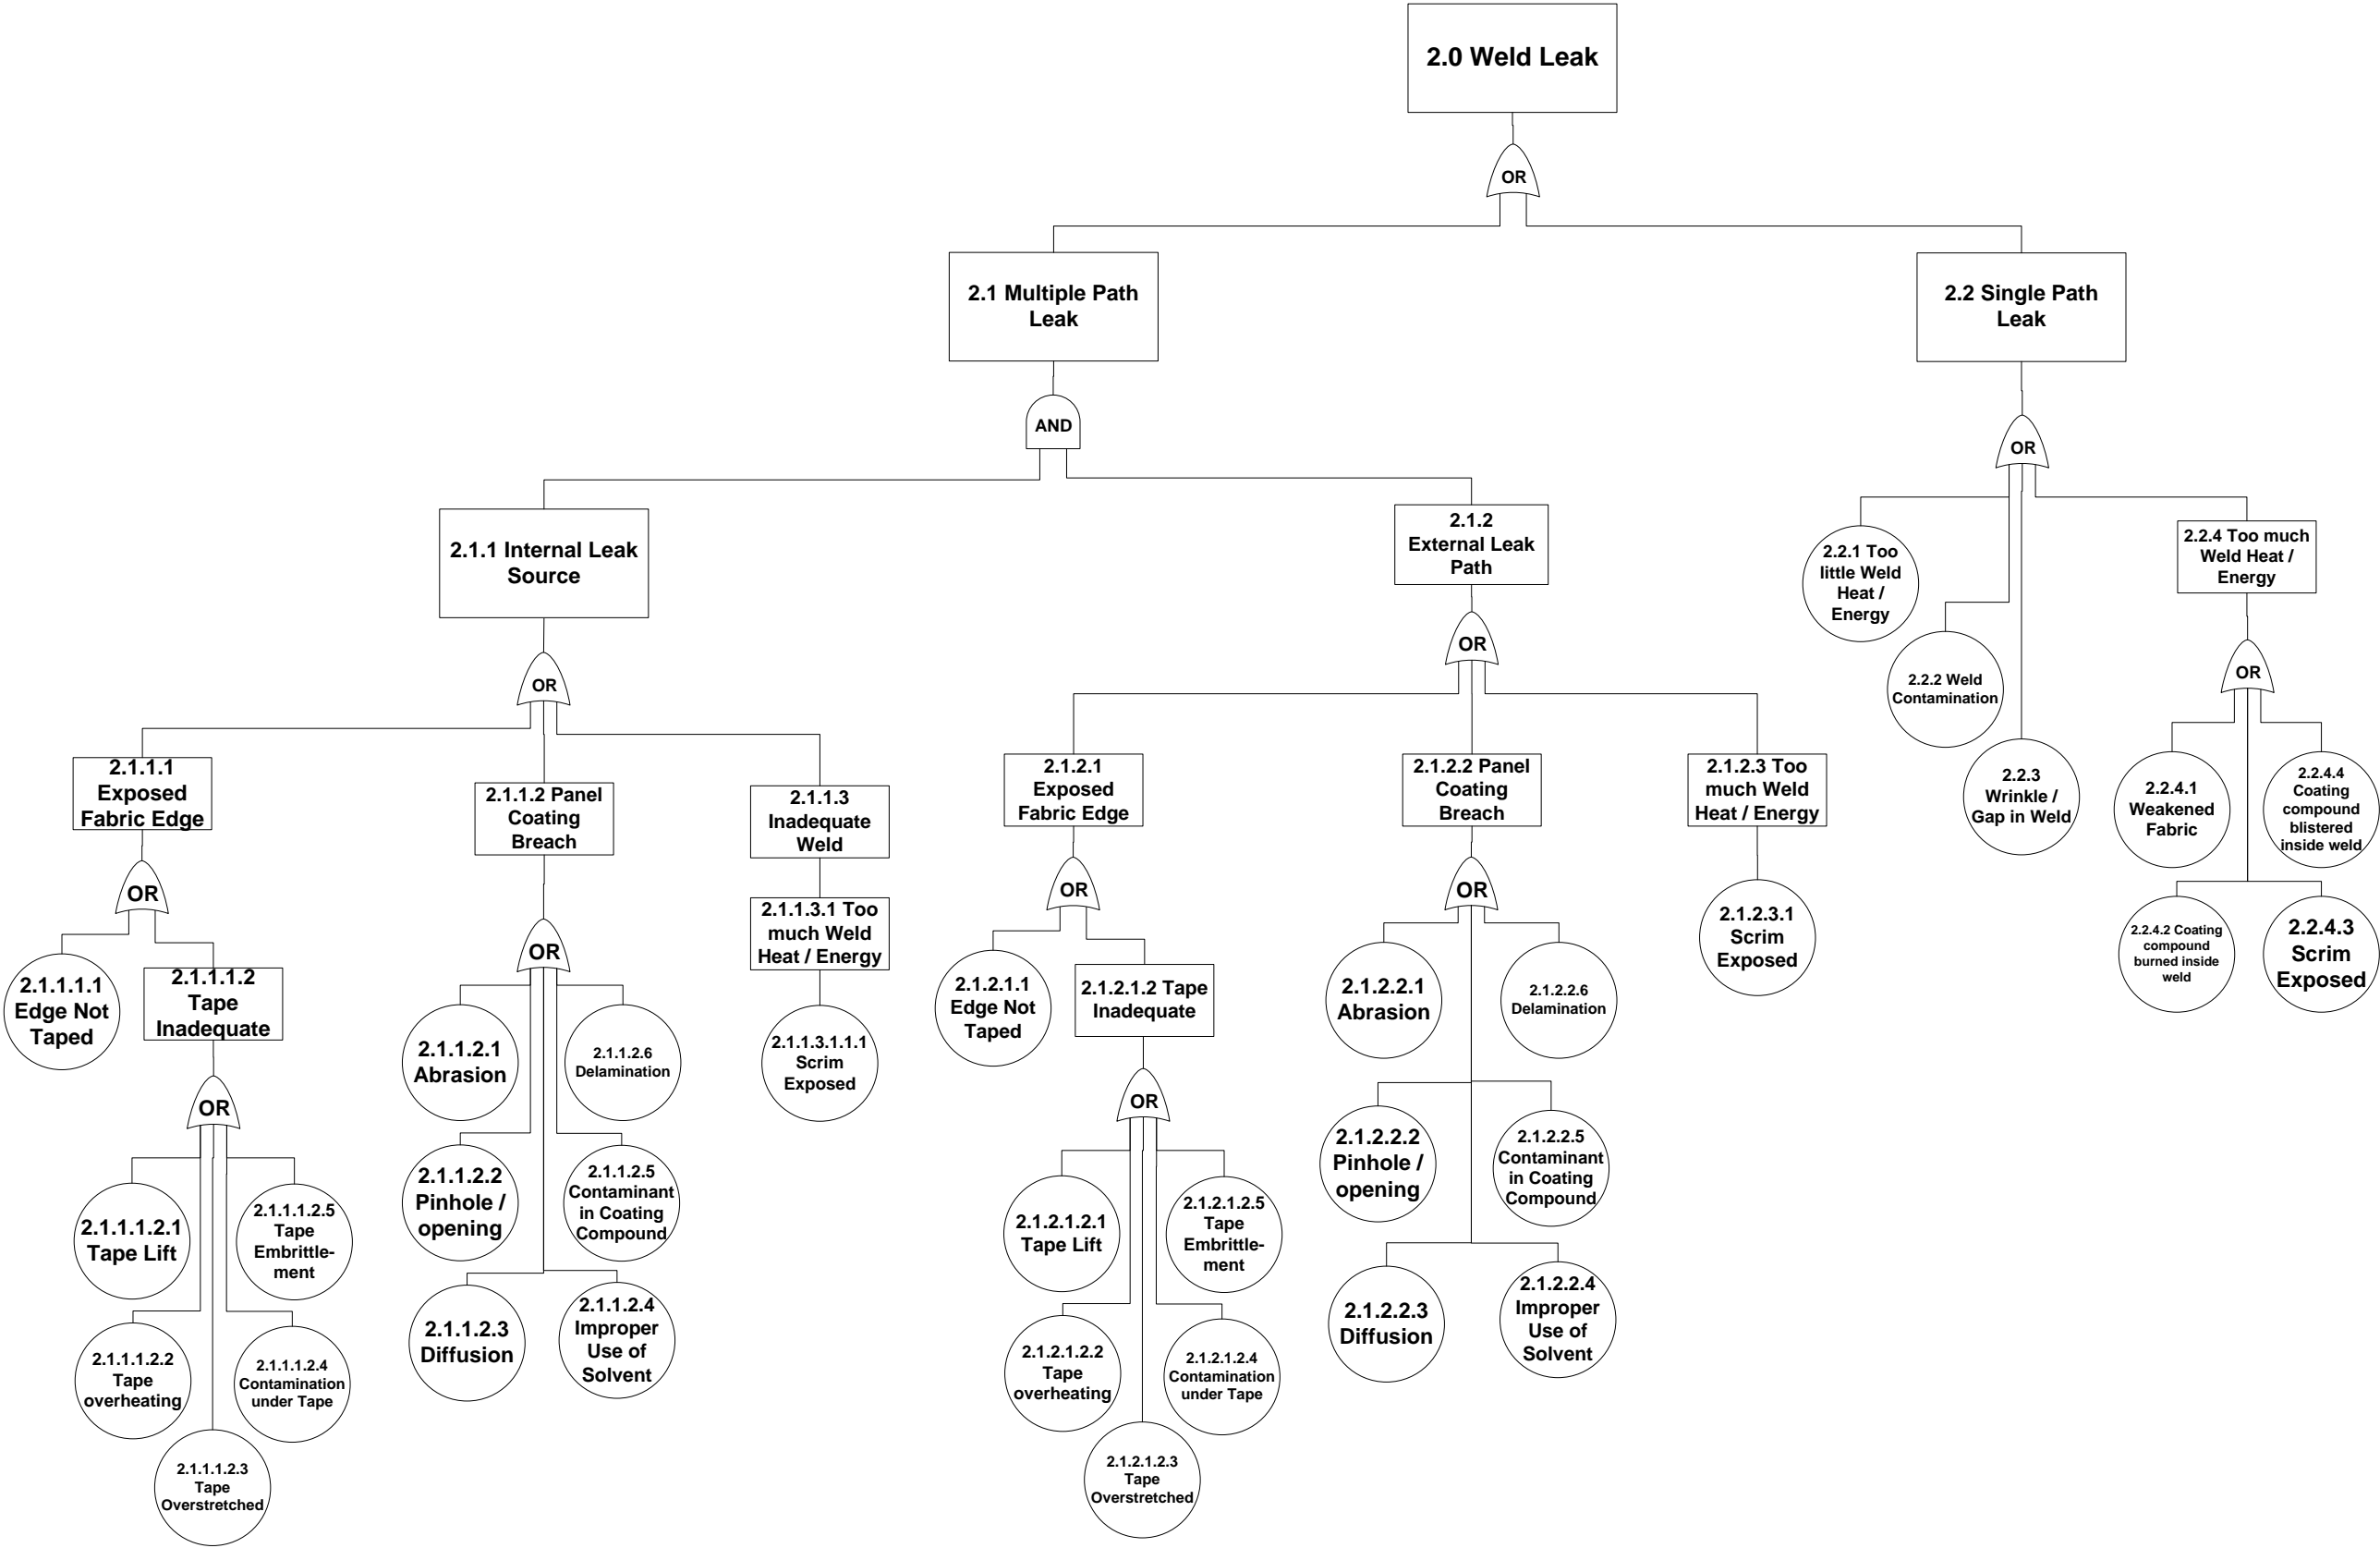 2.0 Weld Leak
OR
2.1 Multiple Path
Leak
2.2 Single Path
Leak
AND
OR
2.1.1 Internal Leak
Source
2.1.2
External Leak
Path
2.2.1 Too
little Weld
Heat /
Energy
2.2.2 Weld
Contamination
2.2.3
Wrinkle /
Gap in Weld
2.2.4 Too much
Weld Heat /
Energy
OR
OR
OR
2.1.1.1
Exposed
Fabric Edge
2.1.1.2 Panel
Coating
Breach
2.1.1.3
Inadequate
Weld
2.1.2.1
Exposed
Fabric Edge
2.1.2.2 Panel
Coating
Breach
2.1.2.3 Too
much Weld
Heat / Energy
2.2.4.1
Weakened
Fabric
2.2.4.4
Coating
compound
blistered
inside weld
2.2.4.2 Coating
compound
burned inside
weld
2.2.4.3
Scrim
Exposed
OR
OR
2.1.1.3.1 Too
much Weld
Heat / Energy
OR
OR
2.1.2.3.1
Scrim
Exposed
2.1.1.1.1
Edge Not
Taped
2.1.1.1.2
Tape
Inadequate
2.1.1.2.1
Abrasion
2.1.1.2.6
Delamination
2.1.1.3.1.1.1
Scrim
Exposed
2.1.2.1.1
Edge Not
Taped
2.1.2.1.2 Tape
Inadequate
2.1.2.2.1
Abrasion
2.1.2.2.6
Delamination
OR
OR
2.1.1.2.2
Pinhole /
opening
2.1.1.2.5
Contaminant
in Coating
Compound
2.1.2.2.2
Pinhole /
opening
2.1.2.2.5
Contaminant
in Coating
Compound
2.1.1.1.2.1
Tape Lift
2.1.1.1.2.5
Tape
Embrittle-
ment
2.1.2.1.2.1
Tape Lift
2.1.2.1.2.5
Tape
Embrittle-
ment
2.1.1.2.3
Diffusion
2.1.1.2.4
Improper
Use of
Solvent
2.1.2.2.3
Diffusion
2.1.2.2.4
Improper
Use of
Solvent
2.1.1.1.2.2
Tape
overheating
2.1.1.1.2.4
Contamination
under Tape
2.1.2.1.2.2
Tape
overheating
2.1.2.1.2.4
Contamination
under Tape
2.1.1.1.2.3
Tape
Overstretched
2.1.2.1.2.3
Tape
Overstretched